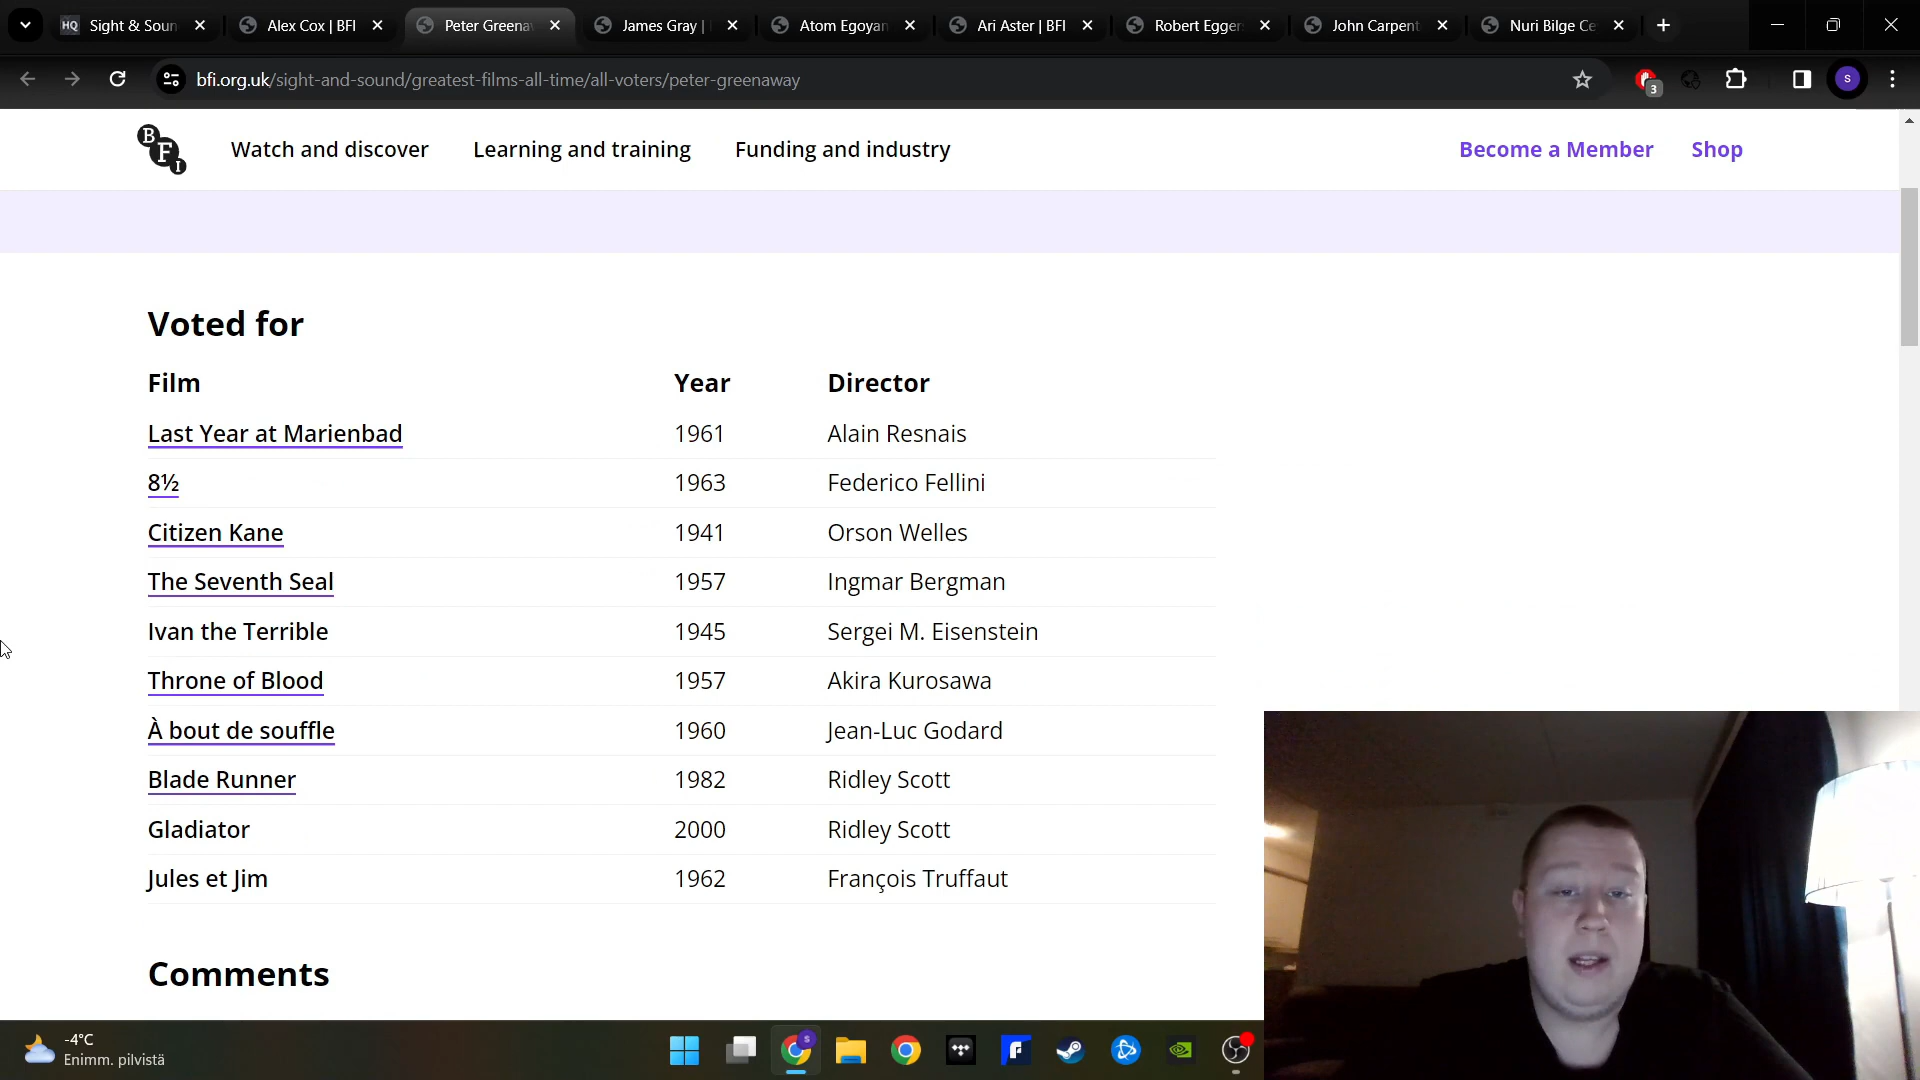 HQ Sight & Soun
Alex Cox | BFI
Peter Greena
James Gray |
Atom Egoyan
Ari Aster | BFI
Robert Egger
John Carpent
Nuri Bilge Ce
bfi.org.uk/sight-and-sound/greatest-films-all-time/all-voters/peter-greenaway
3
S
BFI
Watch and discover
Learning and training
Funding and industry
Become a Member
Shop
Voted for
Film Year Director
Last Year at Marienbad 1961 Alain Resnais
8½ 1963 Federico Fellini
Citizen Kane 1941 Orson Welles
The Seventh Seal 1957 Ingmar Bergman
Ivan the Terrible 1945 Sergei M. Eisenstein
Throne of Blood 1957 Akira Kurosawa
À bout de souffle 1960 Jean-Luc Godard
Blade Runner 1982 Ridley Scott
Gladiator 2000 Ridley Scott
Jules et Jim 1962 François Truffaut
Comments
-4°C
Enimm. pilvistä